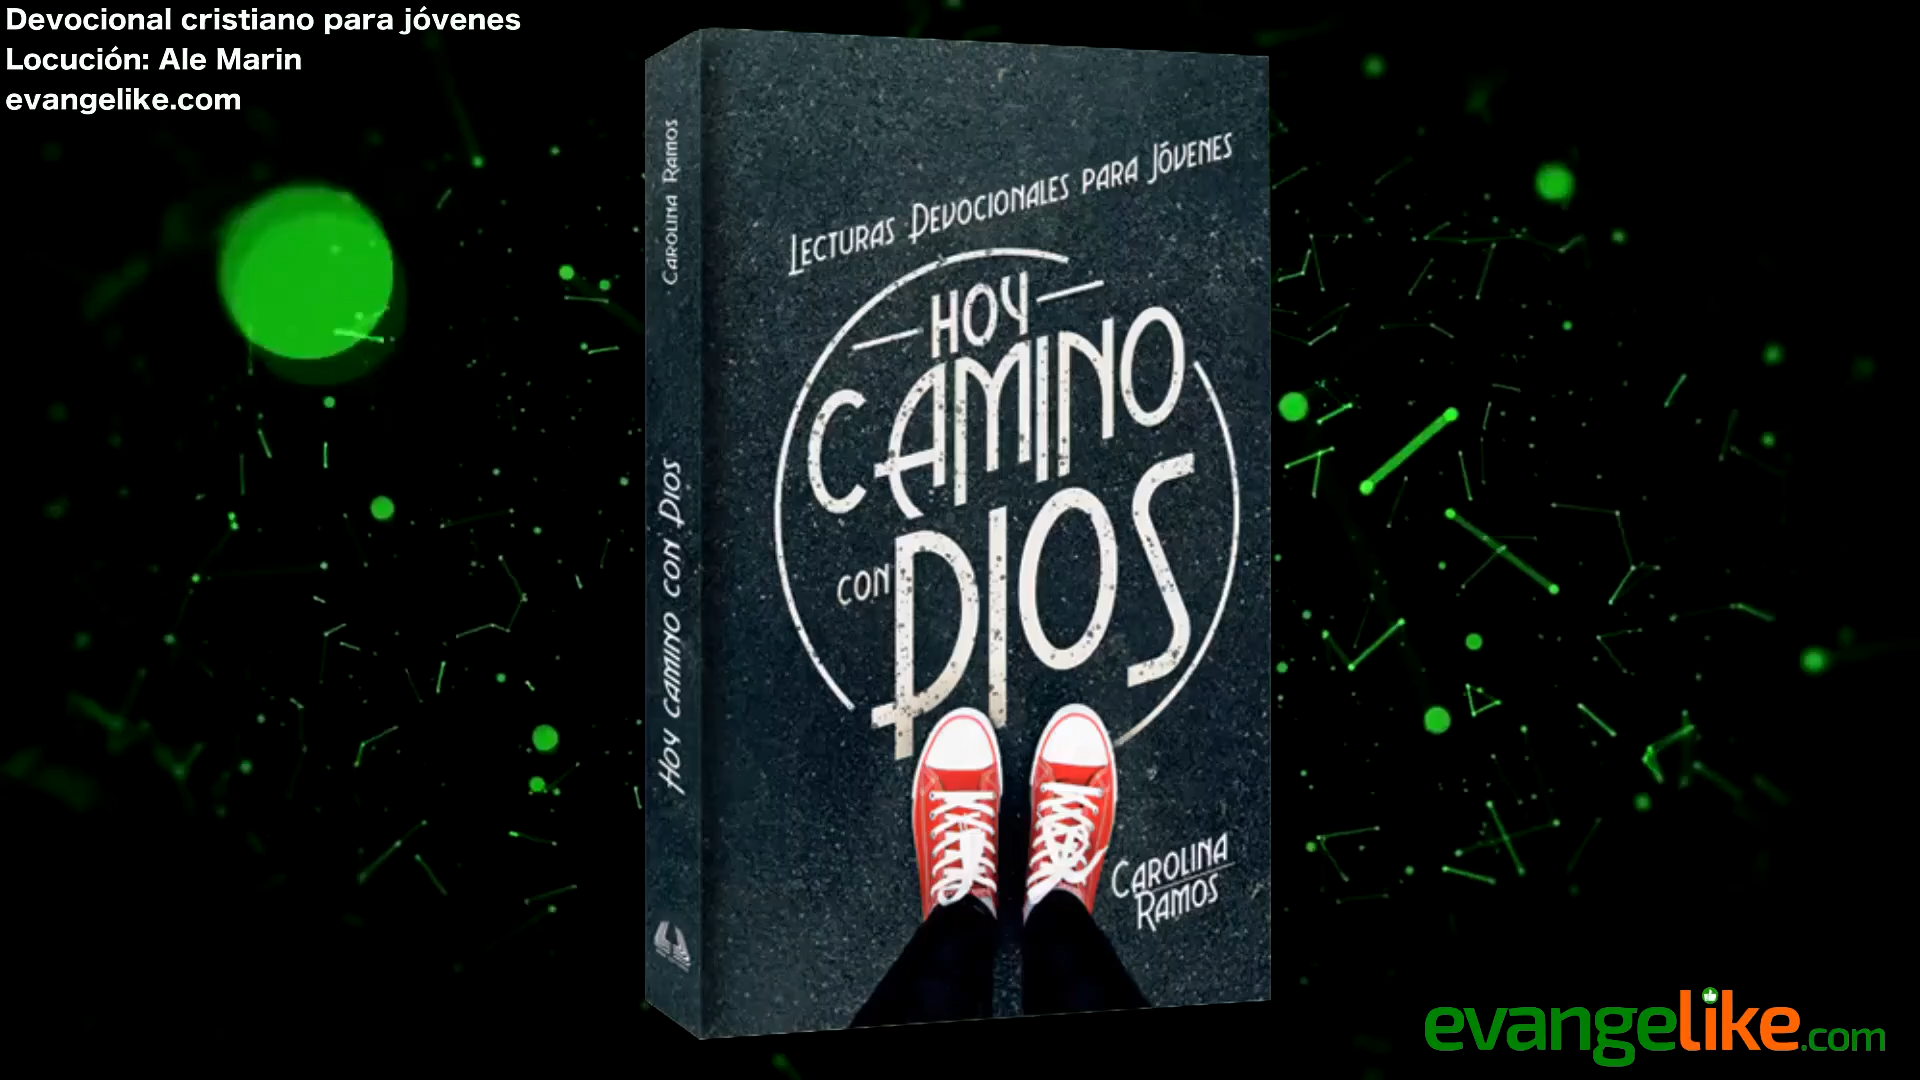 Devocional cristiano para jóvenes
Locución: Ale Marin
evangelike.com
Carolina Ramos
Hoy camino con Dios
Lecturas Devocionales para Jóvenes
HOY
CAMINO
CON DIOS
Carolina
Ramos
evangelike.com